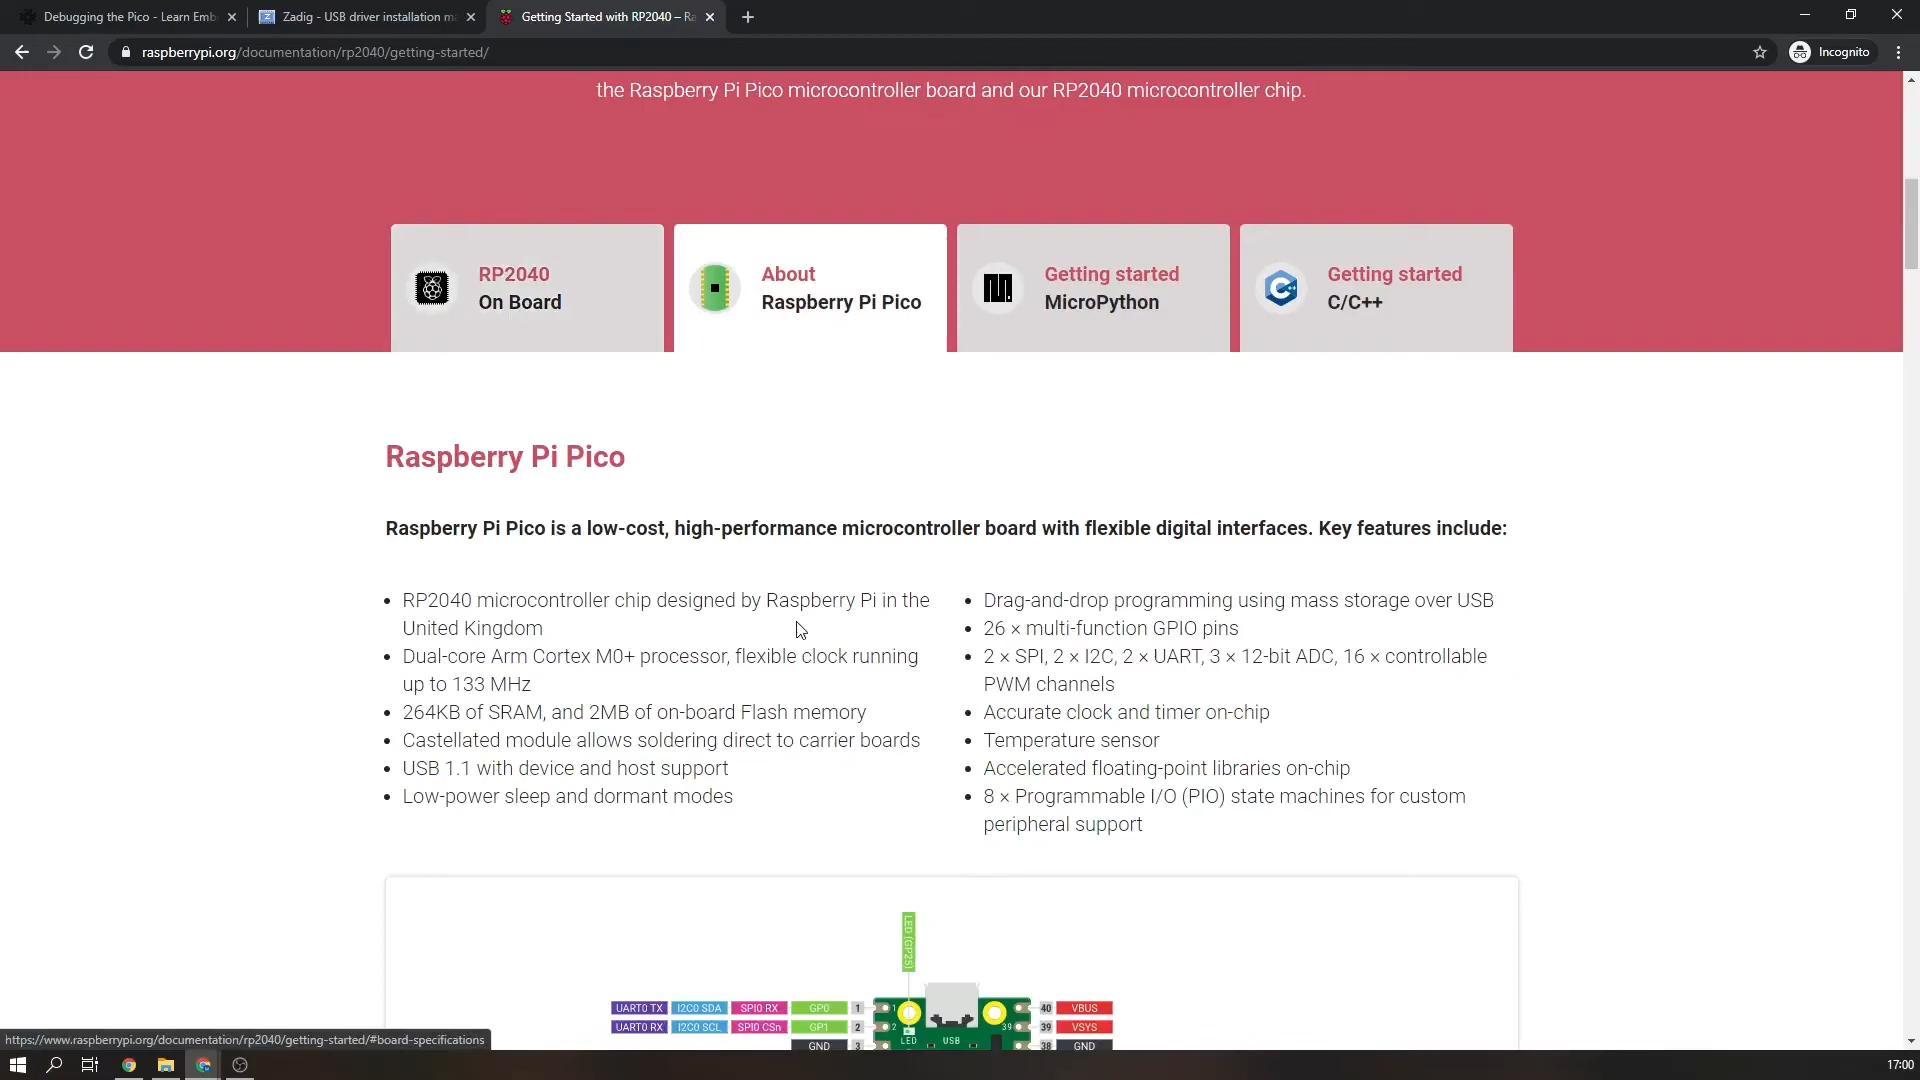 Debugging the Pico - Learn Emb
Zadig - USB driver installation ma
Getting Started with RP2040 – Ra
raspberrypi.org/documentation/rp2040/getting-started/
Incognito
the Raspberry Pi Pico microcontroller board and our RP2040 microcontroller chip.
RP2040
On Board
About
Raspberry Pi Pico
Getting started
MicroPython
Getting started
C/C++
Raspberry Pi Pico
Raspberry Pi Pico is a low-cost, high-performance microcontroller board with flexible digital interfaces. Key features include:
• RP2040 microcontroller chip designed by Raspberry Pi in the
United Kingdom
• Dual-core Arm Cortex M0+ processor, flexible clock running
up to 133 MHz
• 264KB of SRAM, and 2MB of on-board Flash memory
• Castellated module allows soldering direct to carrier boards
• USB 1.1 with device and host support
• Low-power sleep and dormant modes
• Drag-and-drop programming using mass storage over USB
• 26 × multi-function GPIO pins
• 2 × SPI, 2 × I2C, 2 × UART, 3 × 12-bit ADC, 16 × controllable
PWM channels
• Accurate clock and timer on-chip
• Temperature sensor
• Accelerated floating-point libraries on-chip
• 8 × Programmable I/O (PIO) state machines for custom
peripheral support
LED (GP25)
UART0 TX I2C0 SDA SPI0 RX GP0 1 1 40 VBUS
UART0 RX I2C0 SCL SPI0 CSn GP1 2 2 39 39 VSYS
GND 3 LED USB 38 GND
https://www.raspberrypi.org/documentation/rp2040/getting-started/#board-specifications
17:00